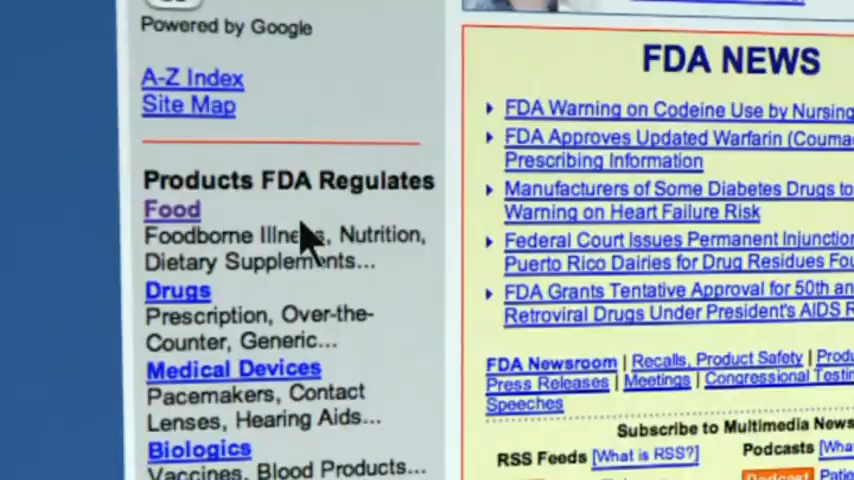 Powered by Google
A-Z Index
Site Map
Products FDA Regulates
Food
Foodborne Illness, Nutrition,
Dietary Supplements...
Drugs
Prescription, Over-the-
Counter, Generic...
Medical Devices
Pacemakers, Contact
Lenses, Hearing Aids...
Biologics
Vaccines, Blood Products...
FDA NEWS
FDA Warning on Codeine Use by Nursing
FDA Approves Updated Warfarin (Couma
Prescribing Information
Manufacturers of Some Diabetes Drugs to
Warning on Heart Failure Risk
Federal Court Issues Permanent Injunction
Puerto Rico Dairies for Drug Residues Fou
FDA Grants Tentative Approval for 50th an
Retroviral Drugs Under President's AIDS R
FDA Newsroom | Recalls, Product Safety | Produ
Press Releases | Meetings | Congressional Testim
Speeches
Subscribe to Multimedia News
RSS Feeds [What is RSS?] Podcasts [Wha
Podcast Patie